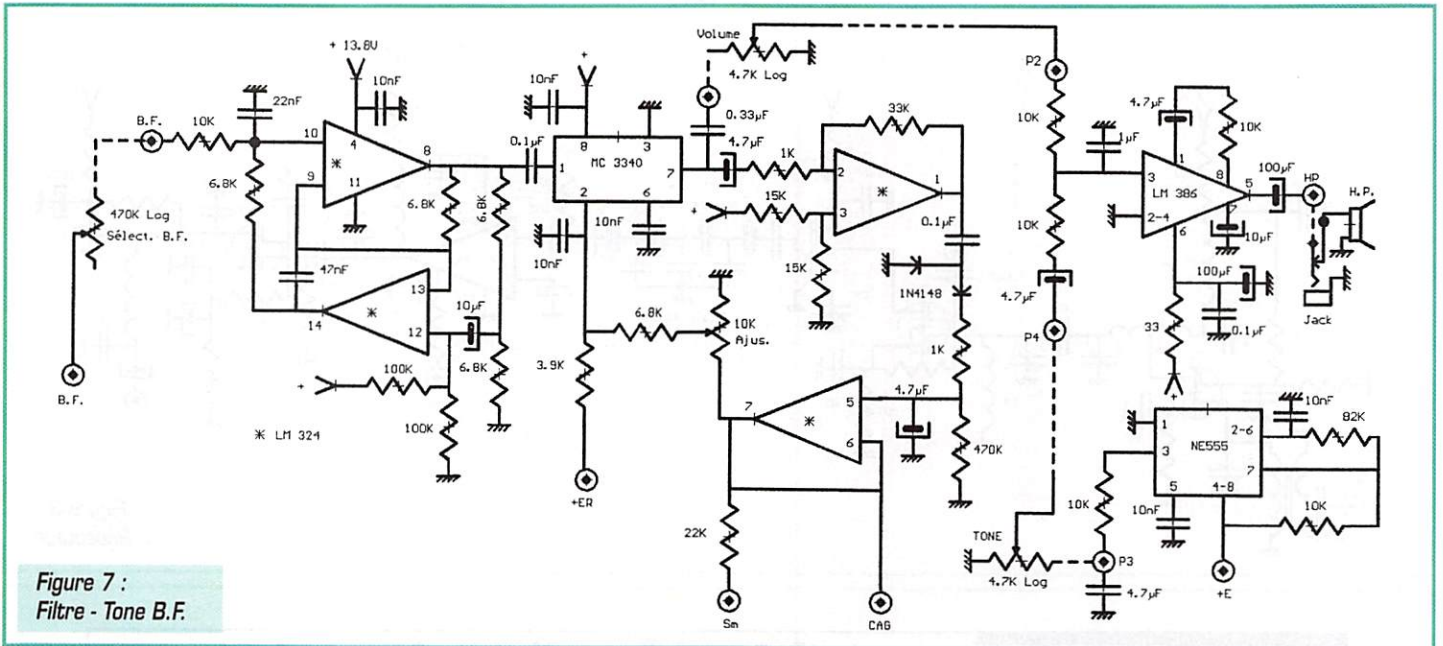 + 13.8V
10nF
22nF
B.F.
10K
10
4
*
8
11
9
6.8K
470K Log
Sélect. B.F.
B.F.
6.8K
6.8K
47nF
14
*
13
12
10µF
6.8K
+
100K
100K
* LM 324
+
10nF
0.1µF
8
3
1
MC 3340
7
2
6
10nF
10nF
3.9K
6.8K
+ER
10K
Ajus.
Volume
4.7K Log
0.33µF
4.7µF
1K
33K
2
*
1
3
+
15K
15K
0.1µF
1N4148
1K
4.7µF
470K
7
*
5
6
22K
Sm
CAG
P2
10K
10K
4.7µF
P4
1µF
4.7µF
10K
1
8
3
LM 386
5
2-4
7
6
100µF
HP
H.P.
10µF
100µF
0.1µF
Jack
33
+
10nF
82K
1
2-6
NE555
3
7
5
4-8
10K
10nF
10K
TONE
4.7K Log
P3
4.7µF
+E
Figure 7 :
Filtre - Tone B.F.